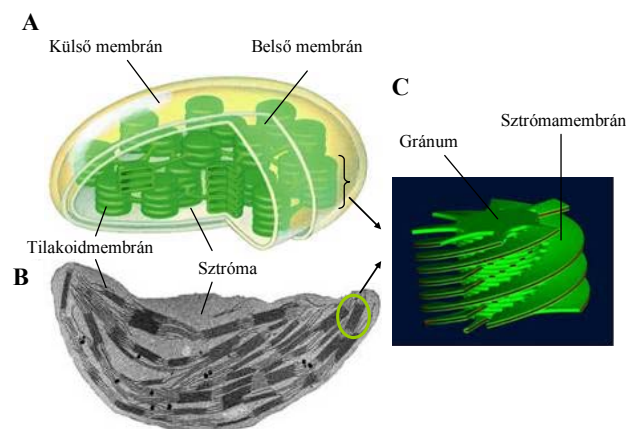 A
Külső membrán
Belső membrán
C
Sztrómamembrán
Gránum
Tilakoidmembrán
Sztróma
B